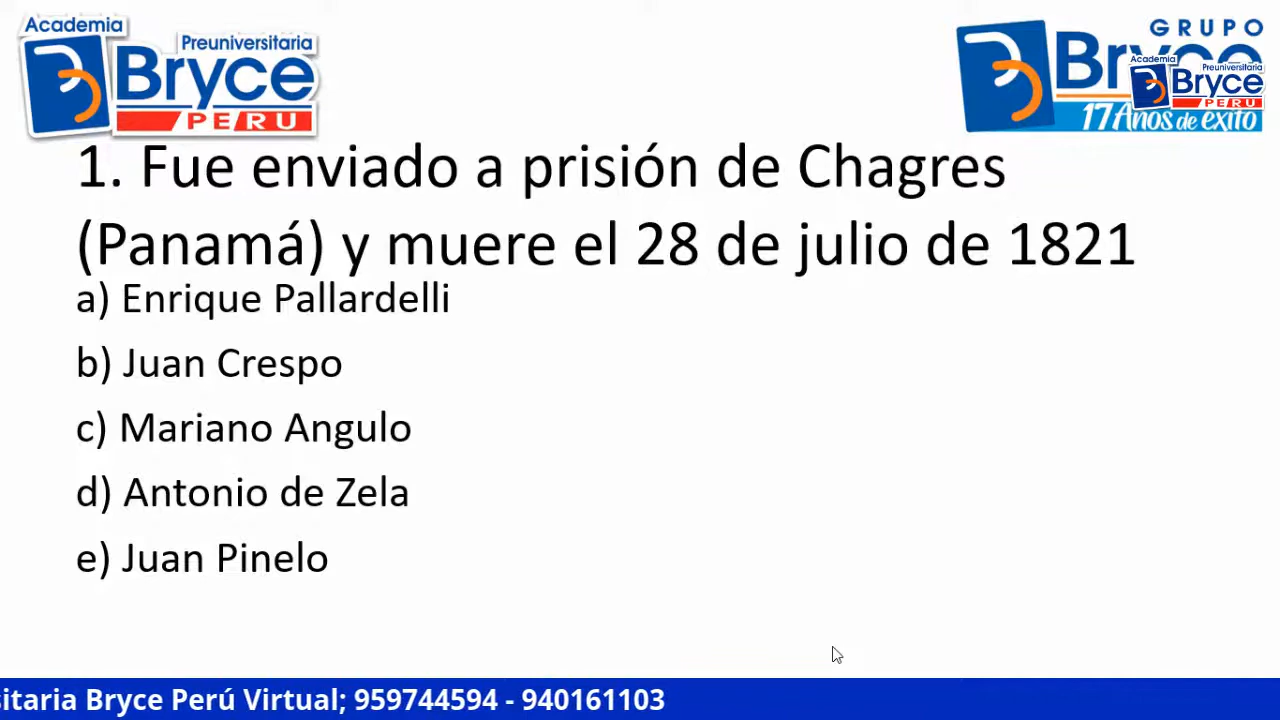 Academia
Preuniversitaria
Bryce
PERU
GRUPO
Bryce
17 Años de éxito
Academia
Preuniversitaria
Bryce
PERU
1. Fue enviado a prisión de Chagres
(Panamá) y muere el 28 de julio de 1821
a) Enrique Pallardelli
b) Juan Crespo
c) Mariano Angulo
d) Antonio de Zela
e) Juan Pinelo
sitaria Bryce Perú Virtual; 959744594 - 940161103